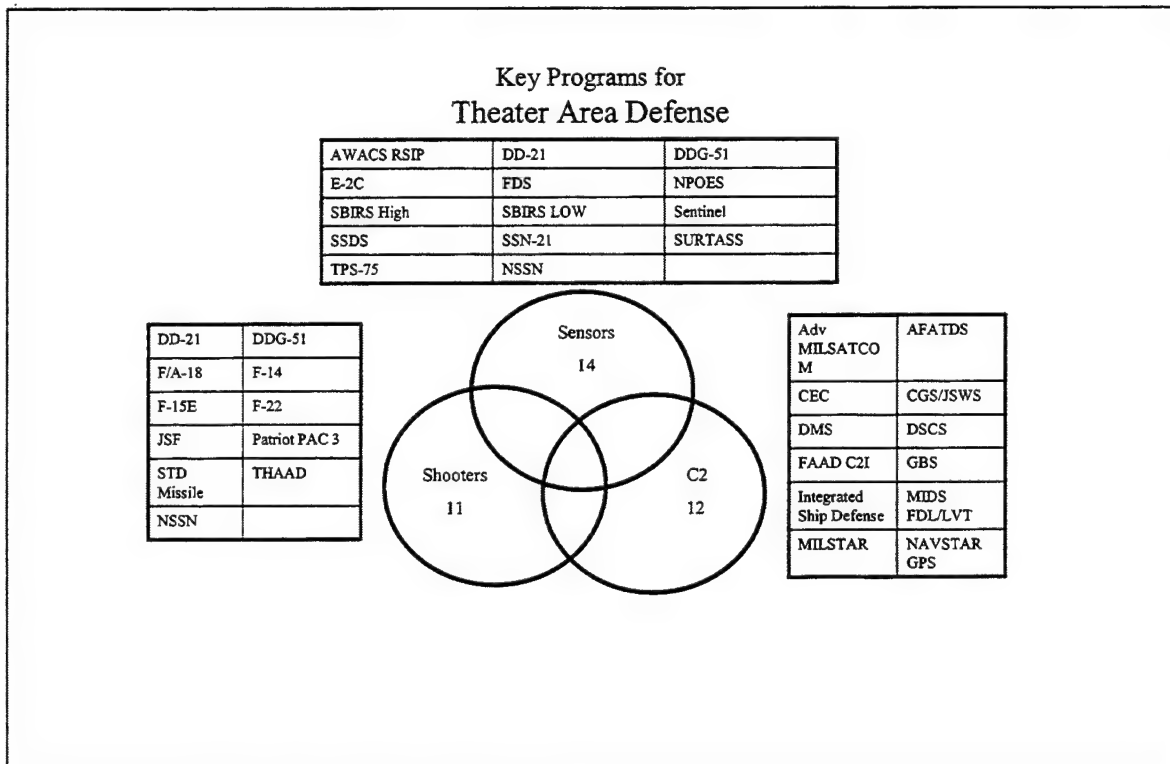 Key Programs for
Theater Area Defense
AWACS RSIP DD-21 DDG-51
E-2C FDS NPOES
SBIRS High SBIRS LOW Sentinel
SSDS SSN-21 SURTASS
TPS-75 NSSN
Sensors
14
DD-21 DDG-51
F/A-18 F-14
F-15E F-22
JSF Patriot PAC 3
STD THAAD
Missile
NSSN
Shooters
11
C2
12
Adv AFATDS
MILSATCO
M
CEC CGS/JSWS
DMS DSCS
FAAD C2I GBS
Integrated MIDS
Ship Defense FDL/LVT
MILSTAR NAVSTAR
GPS